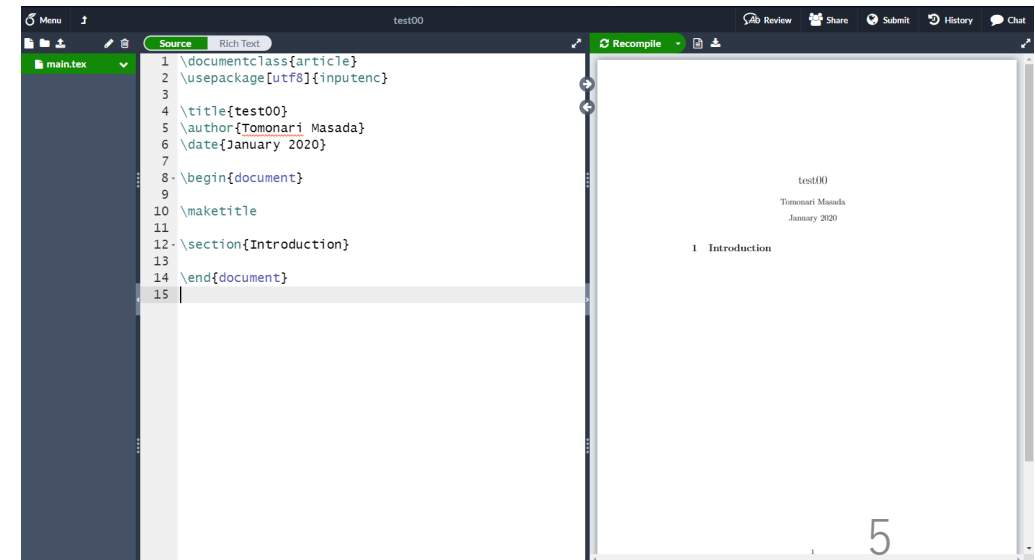 Menu test00 Review Share Submit History Chat
Source Rich Text Recompile
main.tex
1 \documentclass{article}
2 \usepackage[utf8]{inputenc}
3
4 \title{test00}
5 \author{Tomonari Masada}
6 \date{January 2020}
7
8 \begin{document}
9
10 \maketitle
11
12 \section{Introduction}
13
14 \end{document}
15
test00
Tomonari Masada
January 2020
1 Introduction
1
5